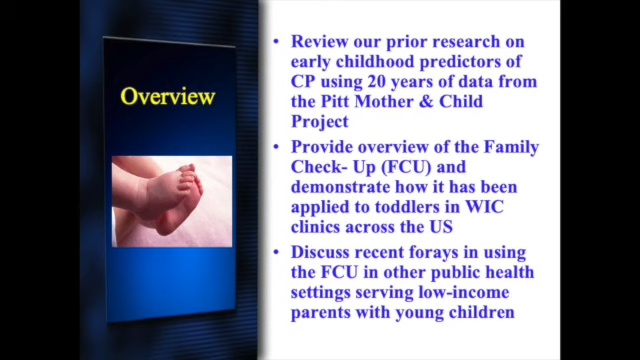 Overview
• Review our prior research on
early childhood predictors of
CP using 20 years of data from
the Pitt Mother & Child
Project
• Provide overview of the Family
Check- Up (FCU) and
demonstrate how it has been
applied to toddlers in WIC
clinics across the US
• Discuss recent forays in using
the FCU in other public health
settings serving low-income
parents with young children